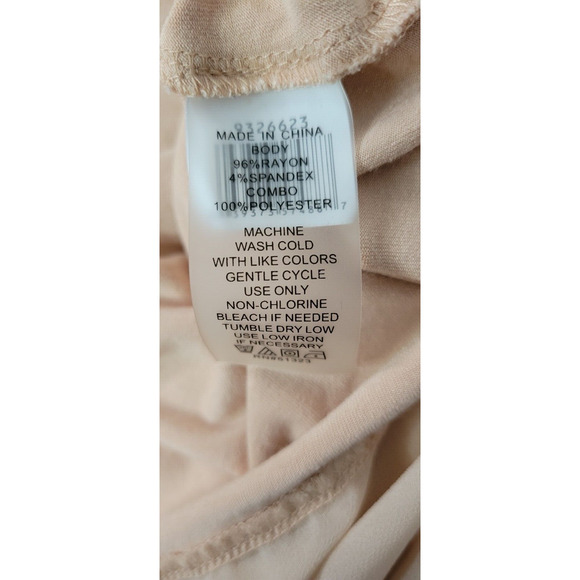 9326623
MADE IN CHINA
BODY
96%RAYON
4%SPANDEX
COMBO
100%POLYESTER
MACHINE
WASH COLD
WITH LIKE COLORS
GENTLE CYCLE
USE ONLY
NON-CHLORINE
BLEACH IF NEEDED
TUMBLE DRY LOW
USE LOW IRON
IF NECESSARY